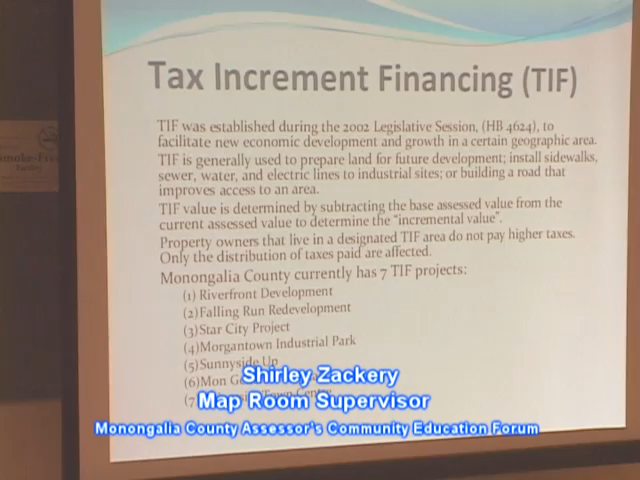 Tax Increment Financing (TIF)
TIF was established during the 2002 Legislative Session, (HB 4624), to
facilitate new economic development and growth in a certain geographic area.
TIF is generally used to prepare land for future development; install sidewalks,
sewer, water, and electric lines to industrial sites; or building a road that
improves access to an area.
TIF value is determined by subtracting the base assessed value from the
current assessed value to determine the “incremental value”.
Property owners that live in a designated TIF area do not pay higher taxes.
Only the distribution of taxes paid are affected.
Monongalia County currently has 7 TIF projects:
(1) Riverfront Development
(2)Falling Run Redevelopment
(3)Star City Project
(4)Morgantown Industrial Park
(5)Sunnyside Up
(6)Mon
(7
Shirley Zackery
Map Room Supervisor
Monongalia County Assessor's Community Education Forum
moke-Free
Facility